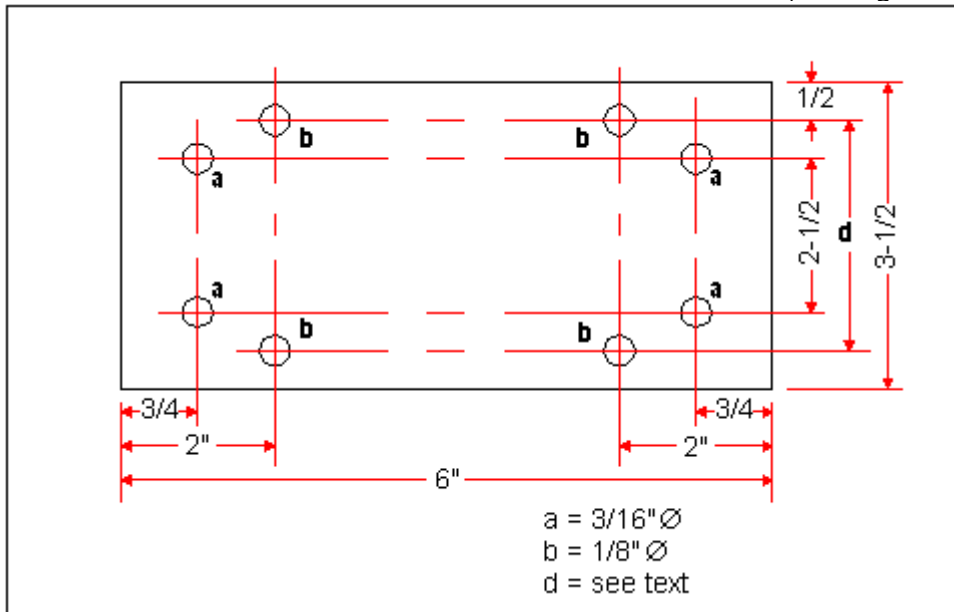 1/2
b
b
a
a
2-1/2
d
3-1/2
a
a
b
b
3/4
3/4
2"
2"
6"
a = 3/16"Ø
b = 1/8"Ø
d = see text